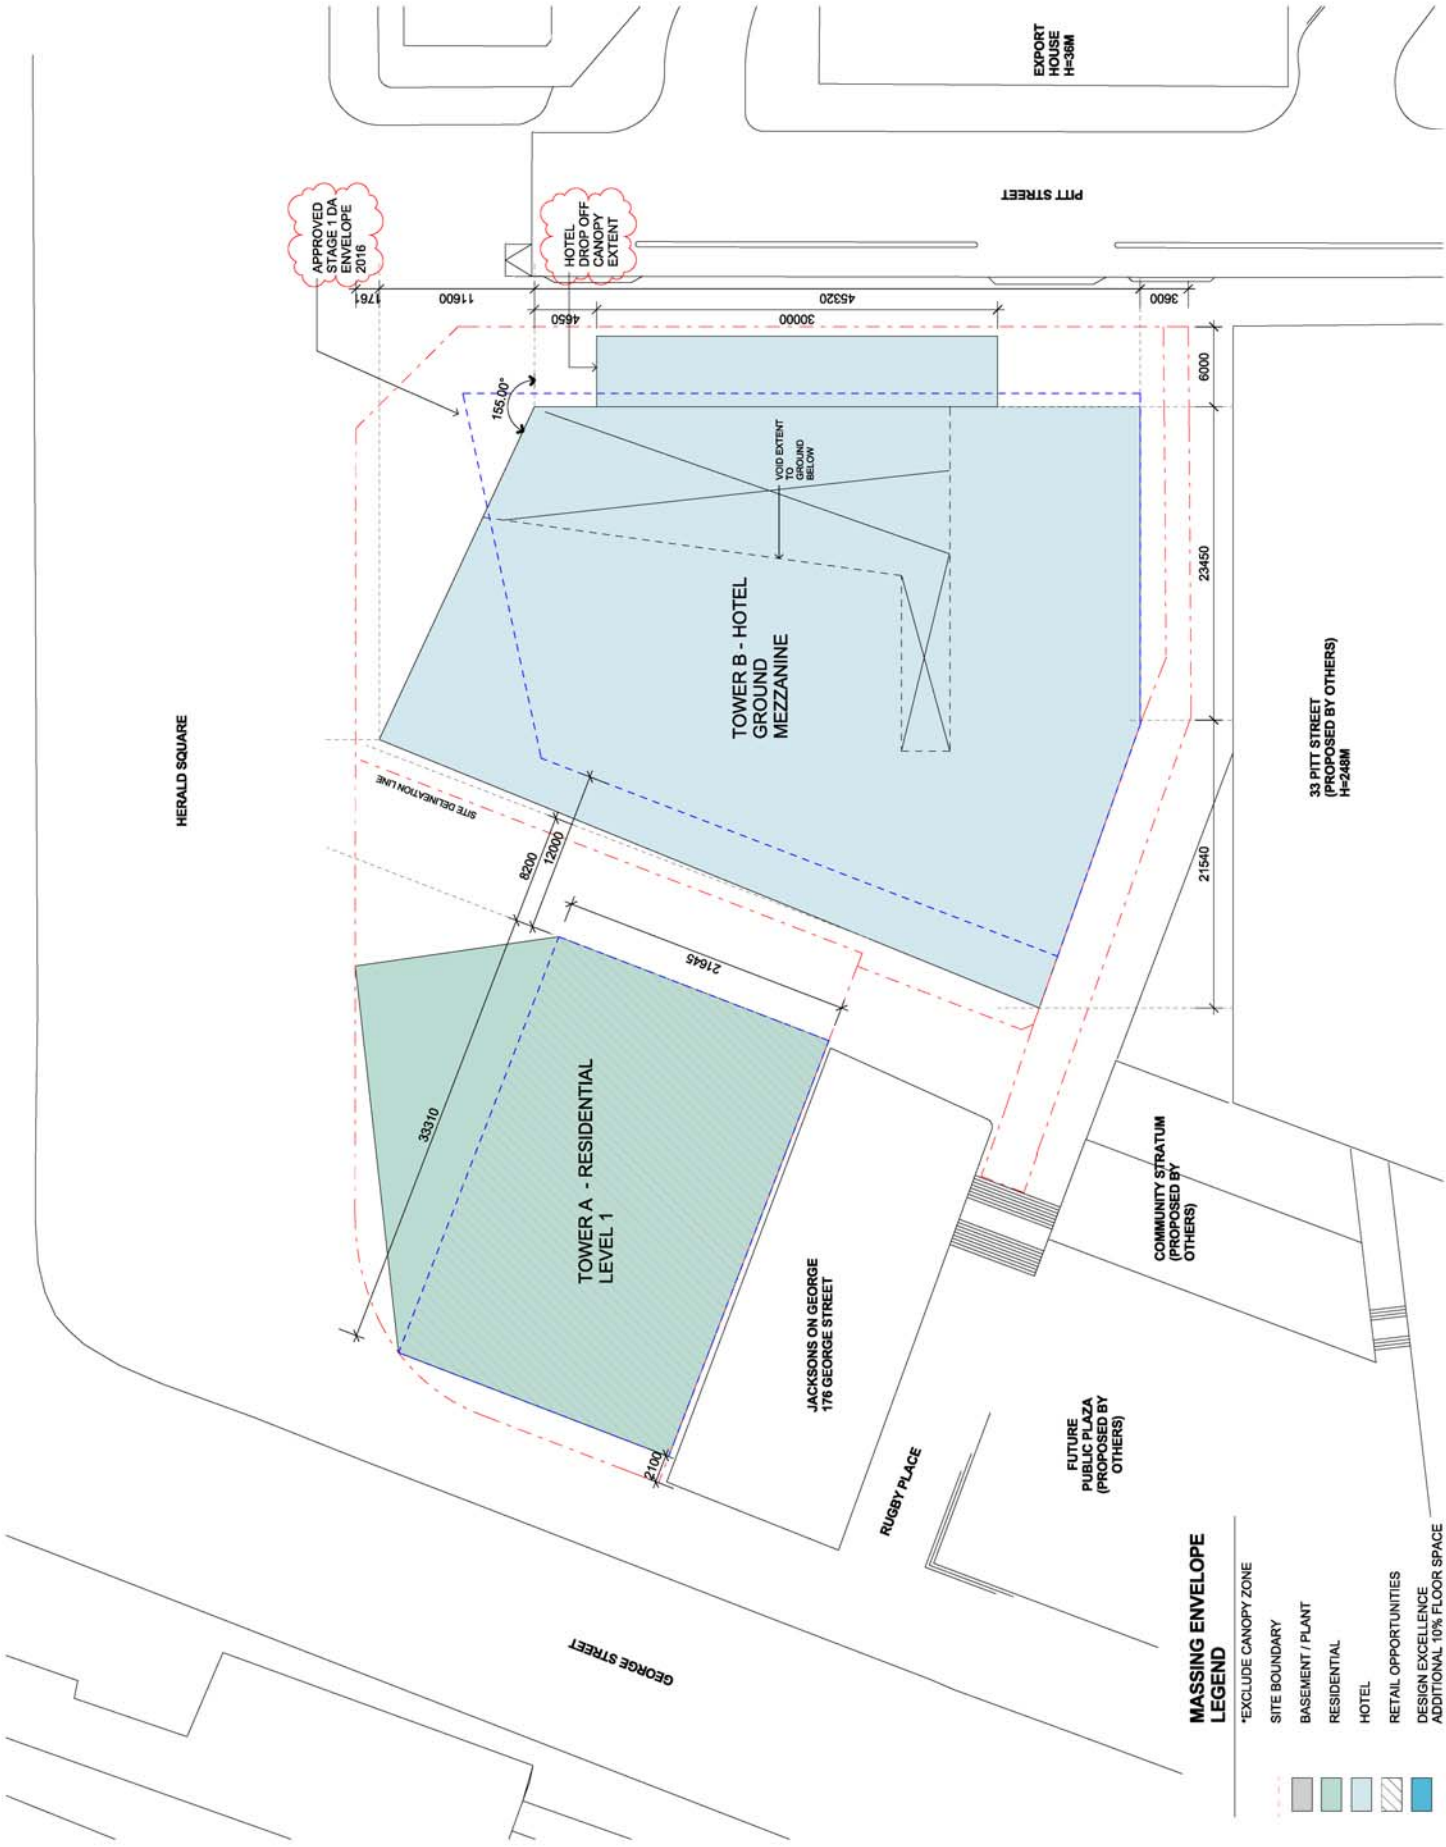 HERALD SQUARE
APPROVED
STAGE 1 DA
ENVELOPE
2016
HOTEL
DROP OFF
CANOPY
EXTENT
EXPORT
HOUSE
H=36M
PITT STREET
1761
11600
45320
3600
4650
30000
6000
23450
21540
155.00°
VOID EXTENT
TO
GROUND
BELOW
TOWER B - HOTEL
GROUND
MEZZANINE
SITE DELINEATION LINE
8200
12000
21645
33310
2100
TOWER A - RESIDENTIAL
LEVEL 1
JACKSONS ON GEORGE
176 GEORGE STREET
33 PITT STREET
(PROPOSED BY OTHERS)
H=248M
COMMUNITY STRATUM
(PROPOSED BY
OTHERS)
FUTURE
PUBLIC PLAZA
(PROPOSED BY
OTHERS)
RUGBY PLACE
GEORGE STREET
MASSING ENVELOPE
LEGEND
*EXCLUDE CANOPY ZONE
SITE BOUNDARY
BASEMENT / PLANT
RESIDENTIAL
HOTEL
RETAIL OPPORTUNITIES
DESIGN EXCELLENCE
ADDITIONAL 10% FLOOR SPACE